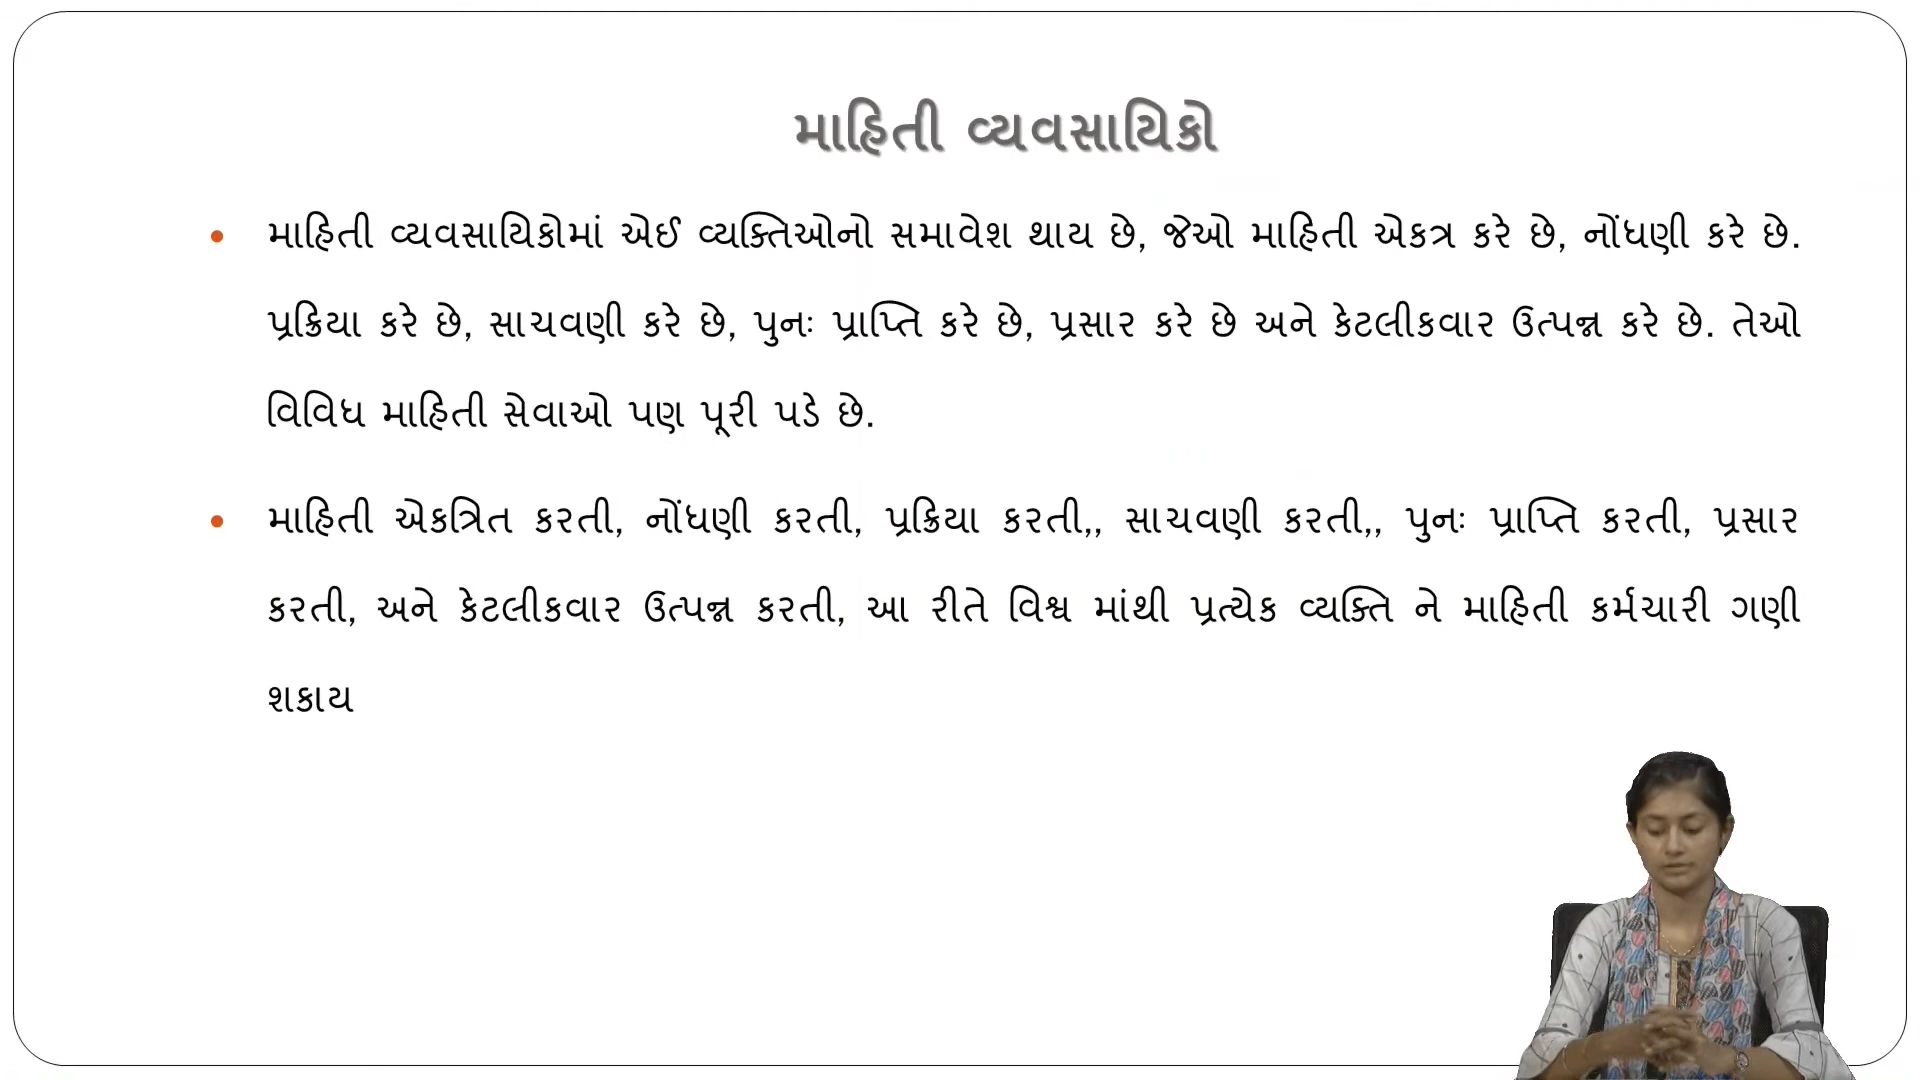 માહિતી વ્યવસાયિકો
• માહિતી વ્યવસાયિકોમાં એઈ વ્યક્તિઓનો સમાવેશ થાય છે, જેઓ માહિતી એકત્ર કરે છે, નોંધણી કરે છે.
પ્રક્રિયા કરે છે, સાચવણી કરે છે, પુનઃ પ્રાપ્તિ કરે છે, પ્રસાર કરે છે અને કેટલીકવાર ઉત્પન્ન કરે છે. તેઓ
વિવિધ માહિતી સેવાઓ પણ પૂરી પડે છે.
• માહિતી એકત્રિત કરતી, નોંધણી કરતી, પ્રક્રિયા કરતી,, સાચવણી કરતી,, પુનઃ પ્રાપ્તિ કરતી, પ્રસાર
કરતી, અને કેટલીકવાર ઉત્પન્ન કરતી, આ રીતે વિશ્વ માંથી પ્રત્યેક વ્યક્તિ ને માહિતી કર્મચારી ગણી
શકાય